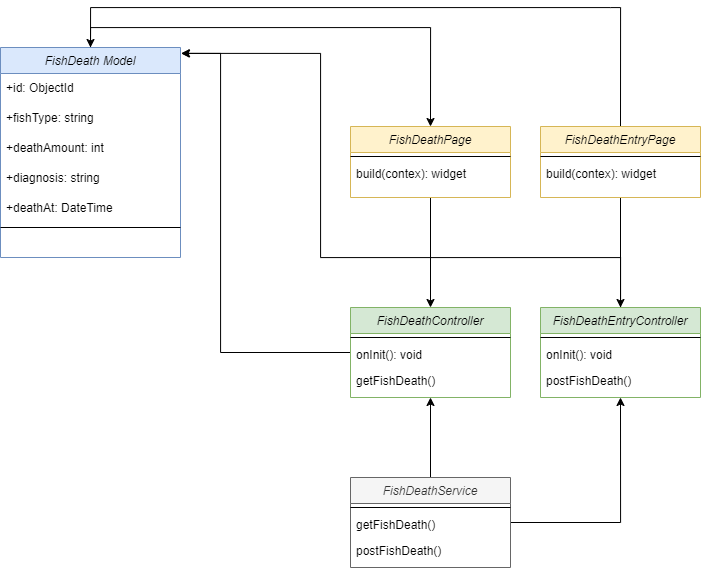 FishDeath Model
+id: ObjectId
+fishType: string
+deathAmount: int
+diagnosis: string
+deathAt: DateTime
FishDeathPage
build(contex): widget
FishDeathEntryPage
build(contex): widget
FishDeathController
onInit(): void
getFishDeath()
FishDeathEntryController
onInit(): void
postFishDeath()
FishDeathService
getFishDeath()
postFishDeath()